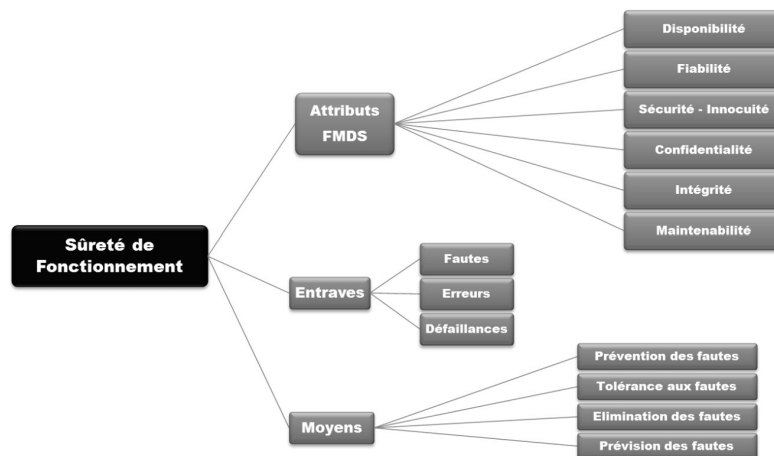 Disponibilité
Fiabilité
Attributs
FMDS
Sécurité - Innocuité
Confidentialité
Intégrité
Maintenabilité
Sûreté de
Fonctionnement
Fautes
Entraves
Erreurs
Défaillances
Prévention des fautes
Tolérance aux fautes
Moyens
Elimination des fautes
Prévision des fautes